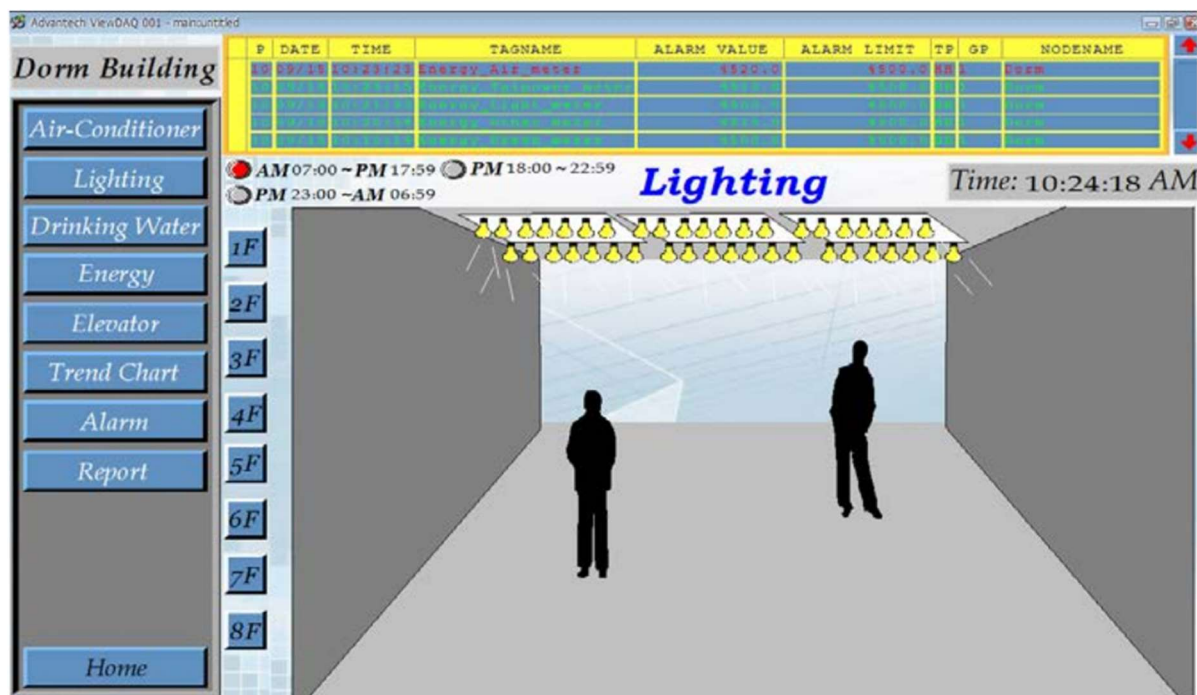 Advantech ViewDAQ 001 - main:untitled
Dorm Building
P DATE TIME TAGNAME ALARM VALUE ALARM LIMIT TP GP NODENAME
10 09/15 10:23:23 Energy_Air_meter 4520.0 4500.0 HH 1 Dorm
AM 07:00 ~ PM 17:59 PM 18:00 ~ 22:59
PM 23:00 ~AM 06:59
Lighting
Time: 10:24:18 AM
Air-Conditioner
Lighting
Drinking Water
Energy
Elevator
Trend Chart
Alarm
Report
Home
1F
2F
3F
4F
5F
6F
7F
8F